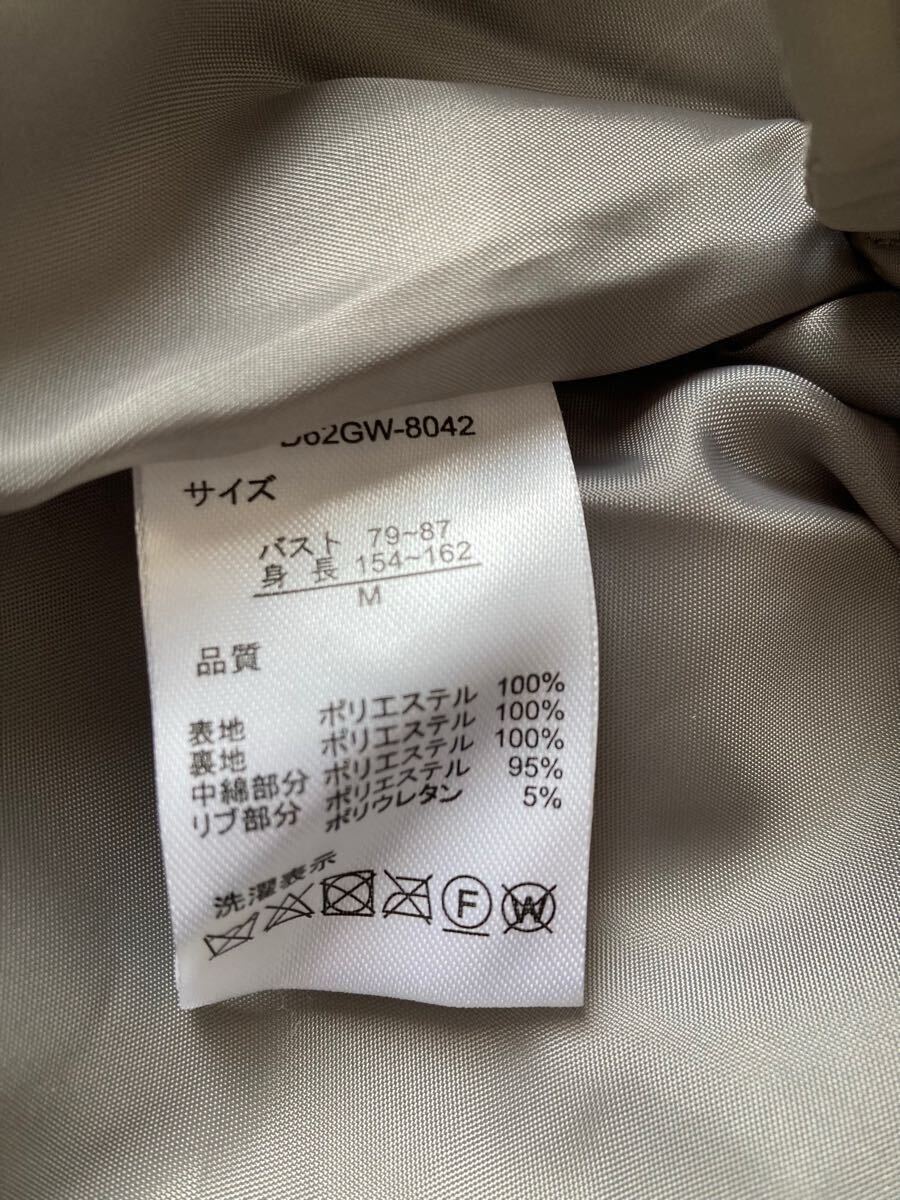 62GW-8042
サイズ
バスト 79~87
身長 154~162
M
品質
表地 ポリエステル 100%
裏地 ポリエステル 100%
中綿部分 ポリエステル 100%
リブ部分 ポリエステル 95%
ポリウレタン 5%
洗濯表示
F W